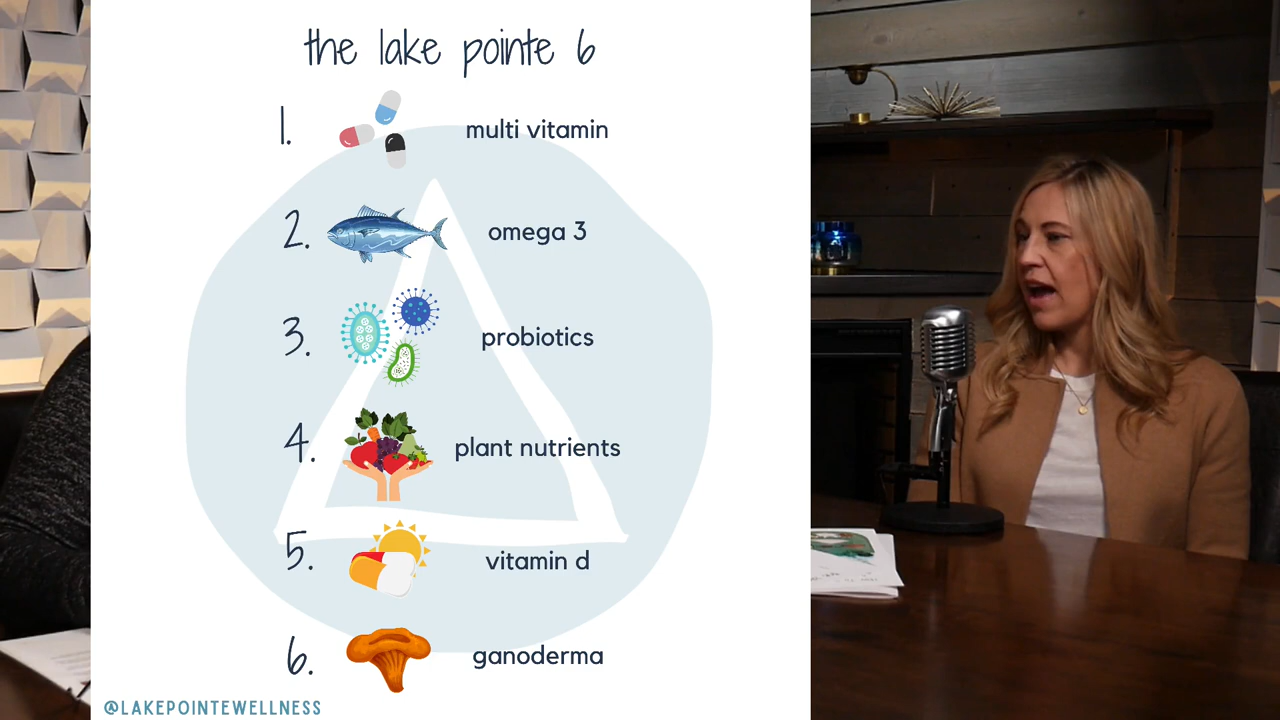 the lake pointe 6
1. multi vitamin
2. omega 3
3. probiotics
4. plant nutrients
5. vitamin d
6. ganoderma
@LAKEPOINTEWELLNESS